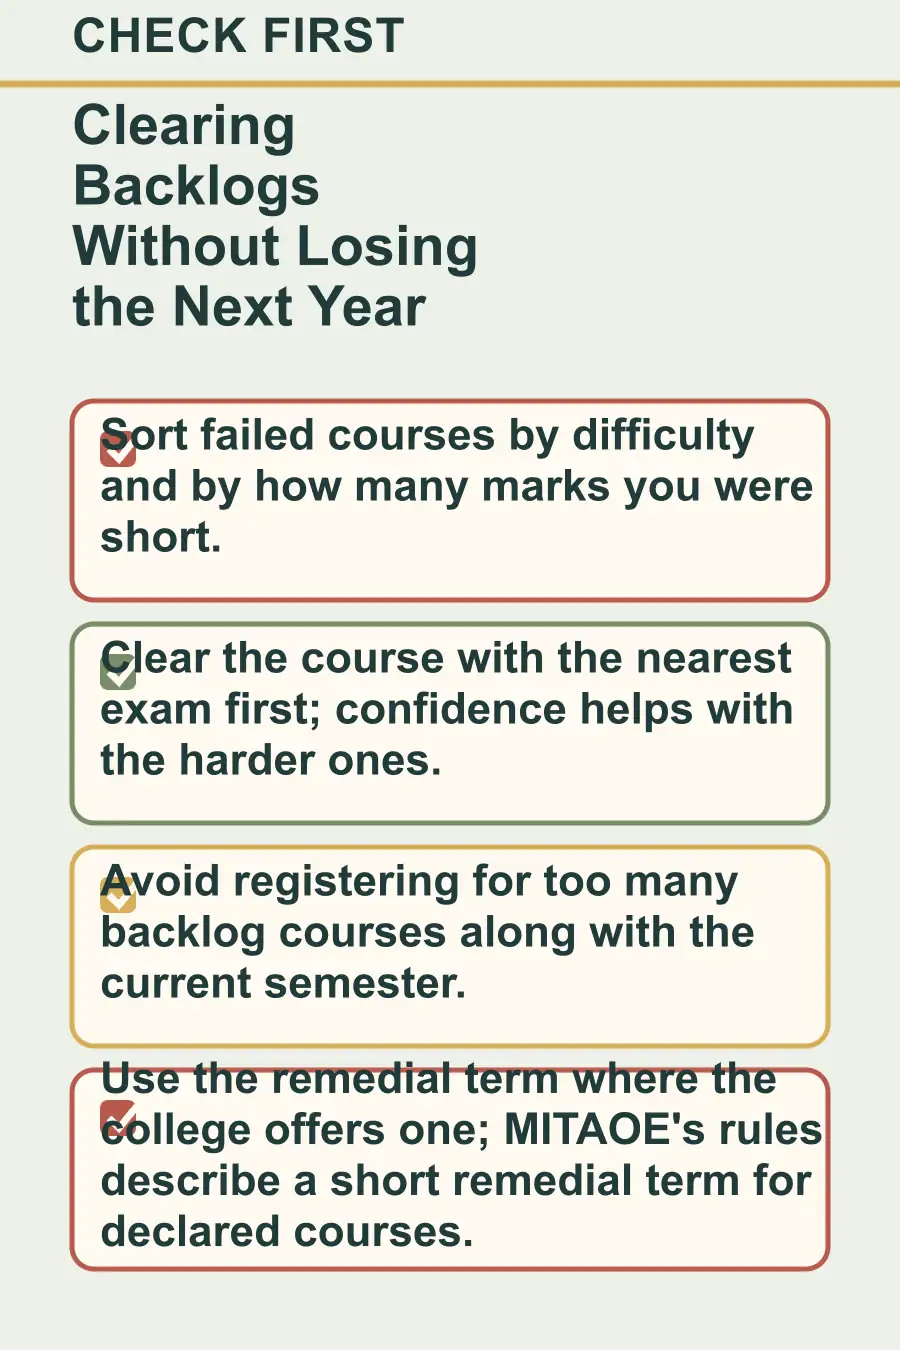 CHECK FIRST
Clearing
Backlogs
Without Losing
the Next Year
Sort failed courses by difficulty
and by how many marks you were
short.
Clear the course with the nearest
exam first; confidence helps with
the harder ones.
Avoid registering for too many
backlog courses along with the
current semester.
Use the remedial term where the
college offers one; MITAOE's rules
describe a short remedial term for
declared courses.